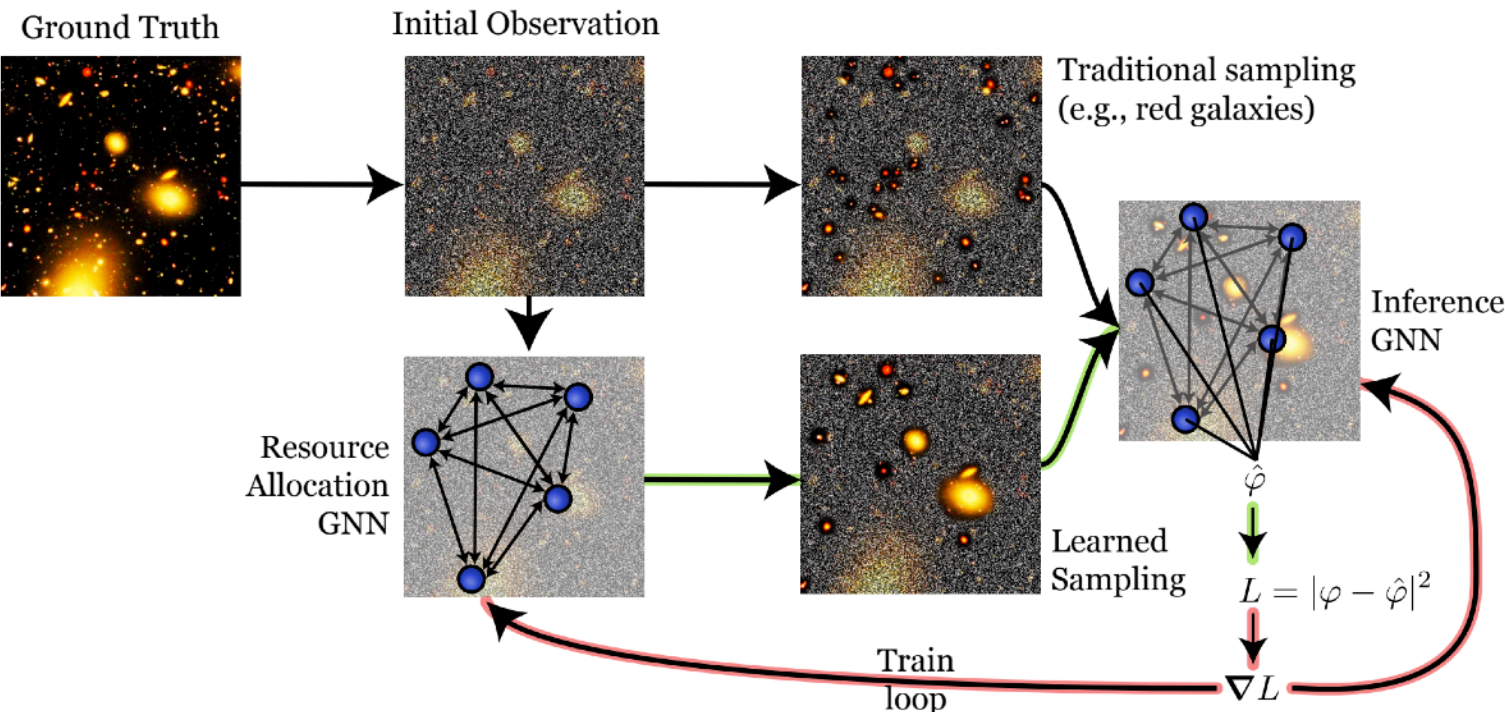 Ground Truth
Initial Observation
Traditional sampling
(e.g., red galaxies)
Inference
GNN
Resource
Allocation
GNN
Learned
Sampling
φ̂
L = |φ − φ̂|²
Train
loop
∇L